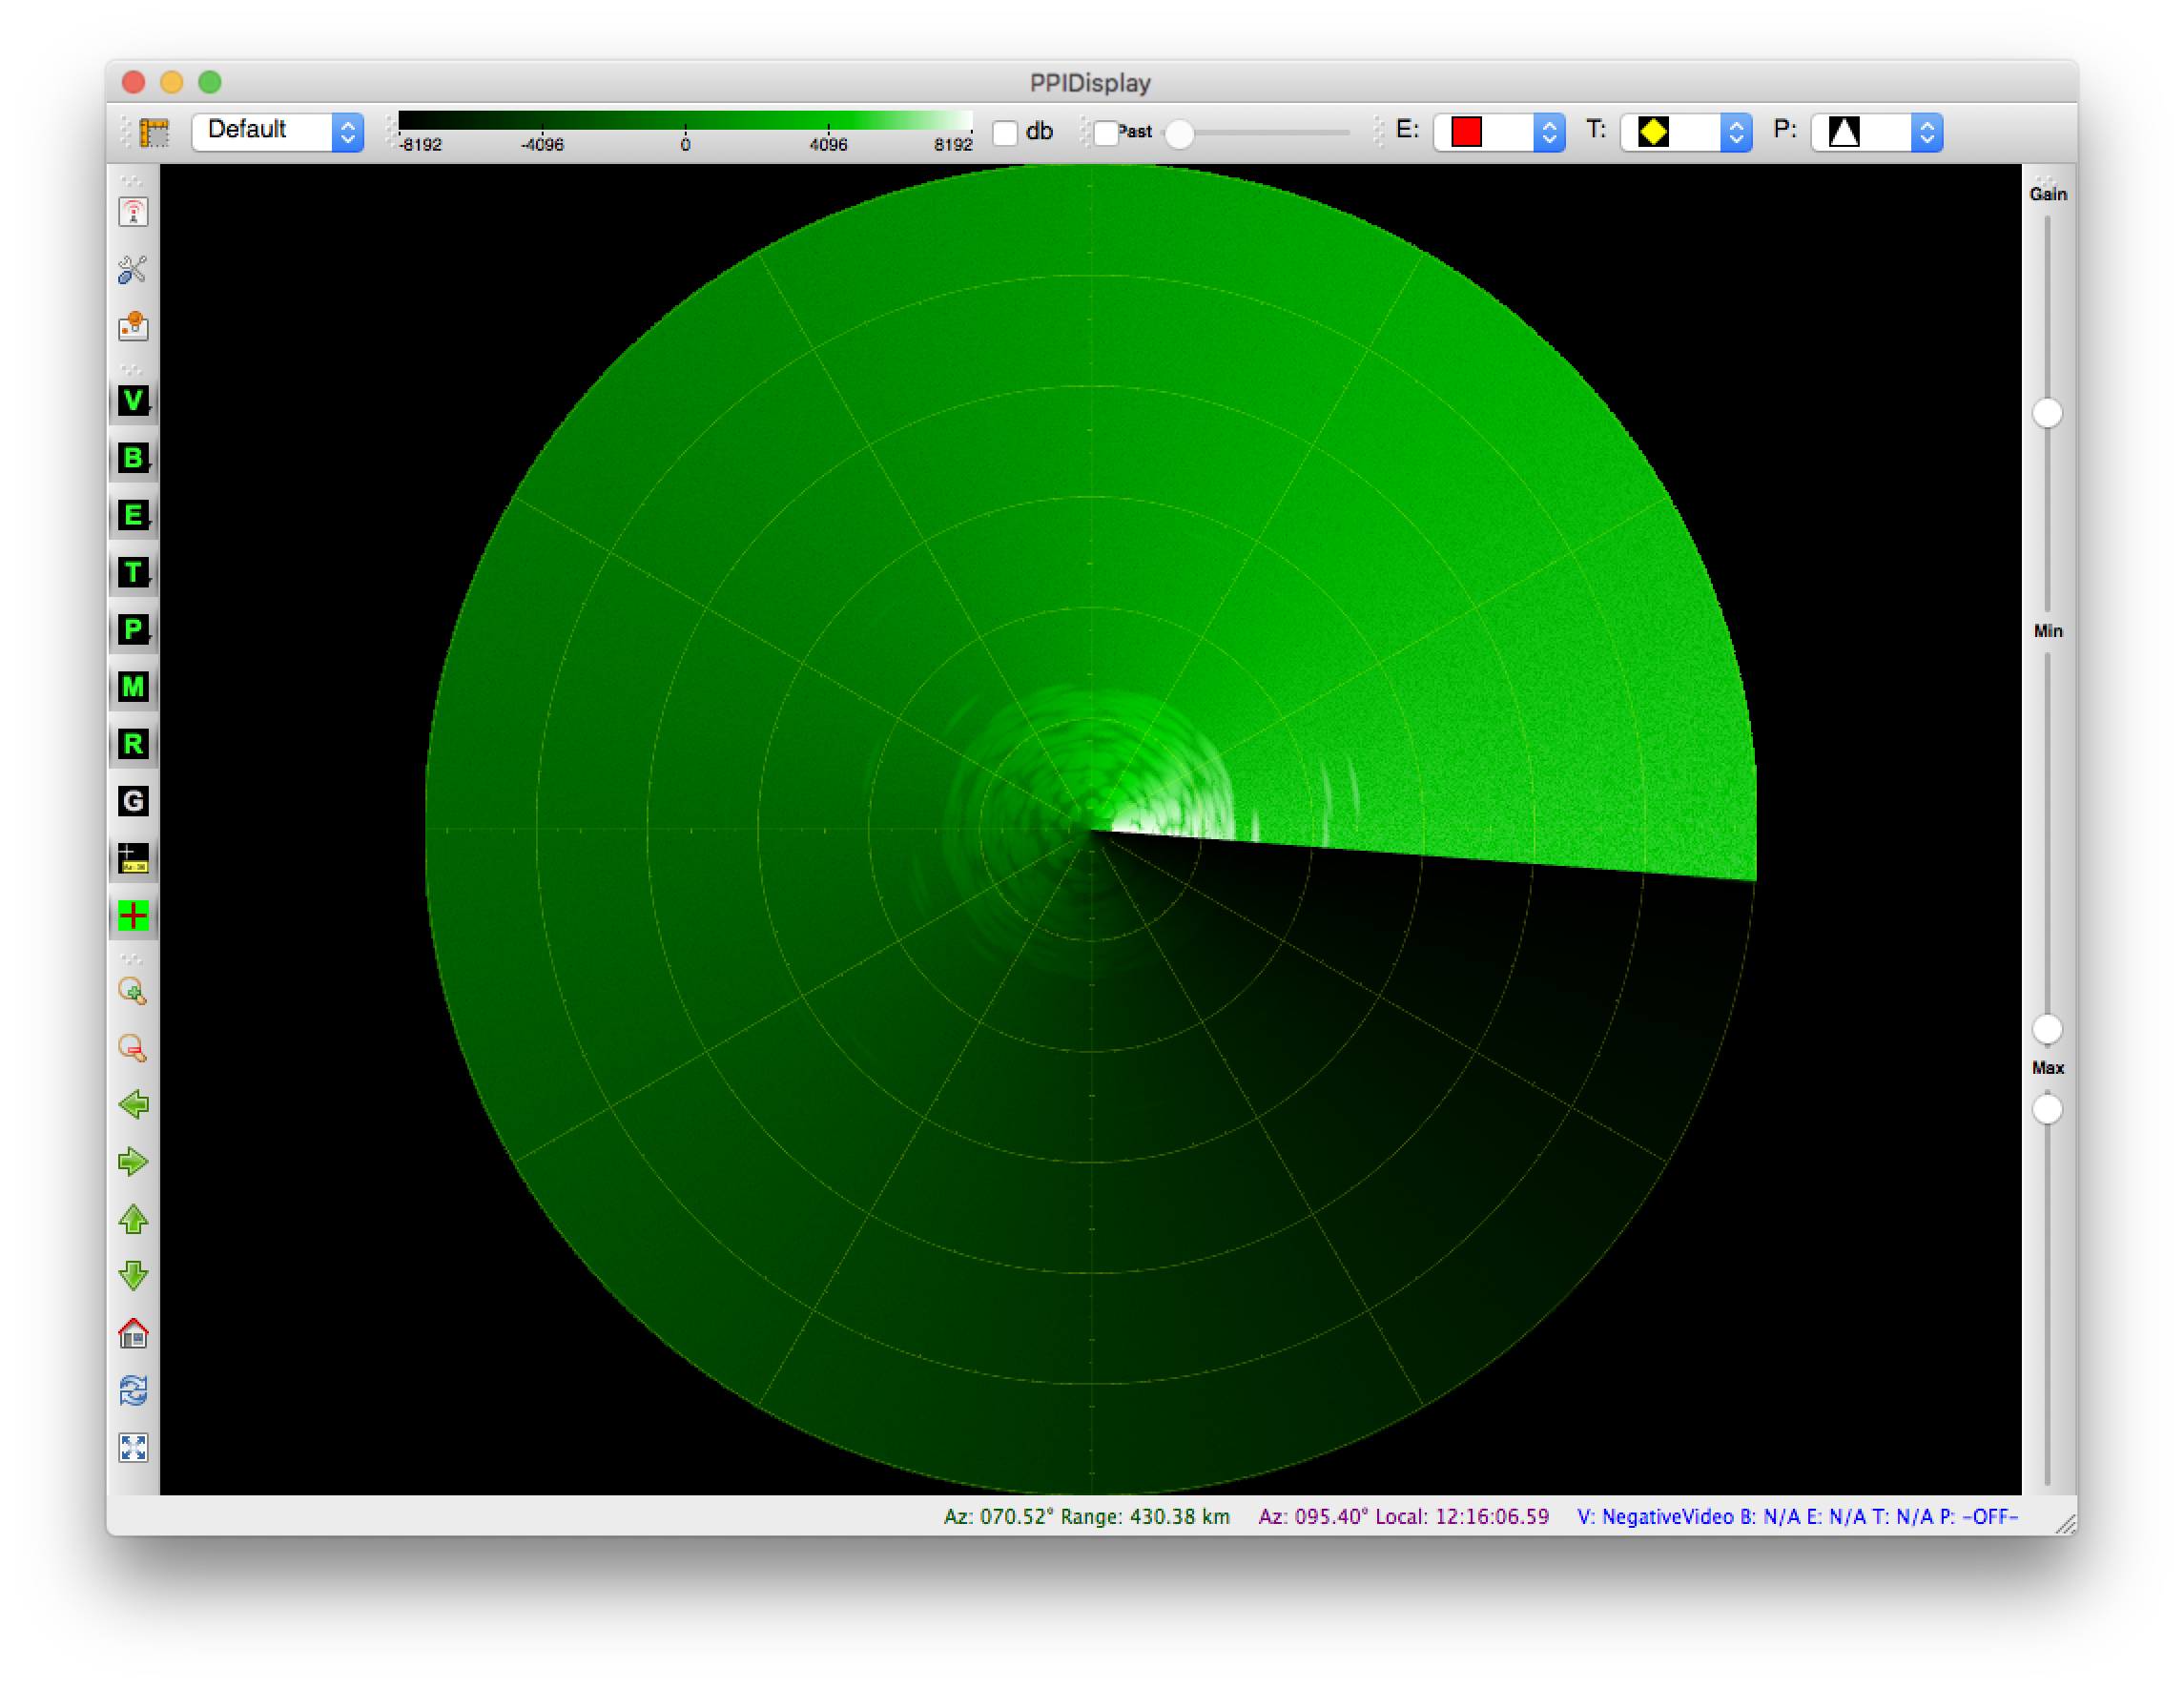 PPIDisplay
Default -8192 -4096 0 4096 8192 db Past E: T: P:
Gain
V
B
E
T
Min
P
M
R
G
Max
Az: 070.52° Range: 430.38 km Az: 095.40° Local: 12:16:06.59 V: NegativeVideo B: N/A E: N/A T: N/A P: -OFF-